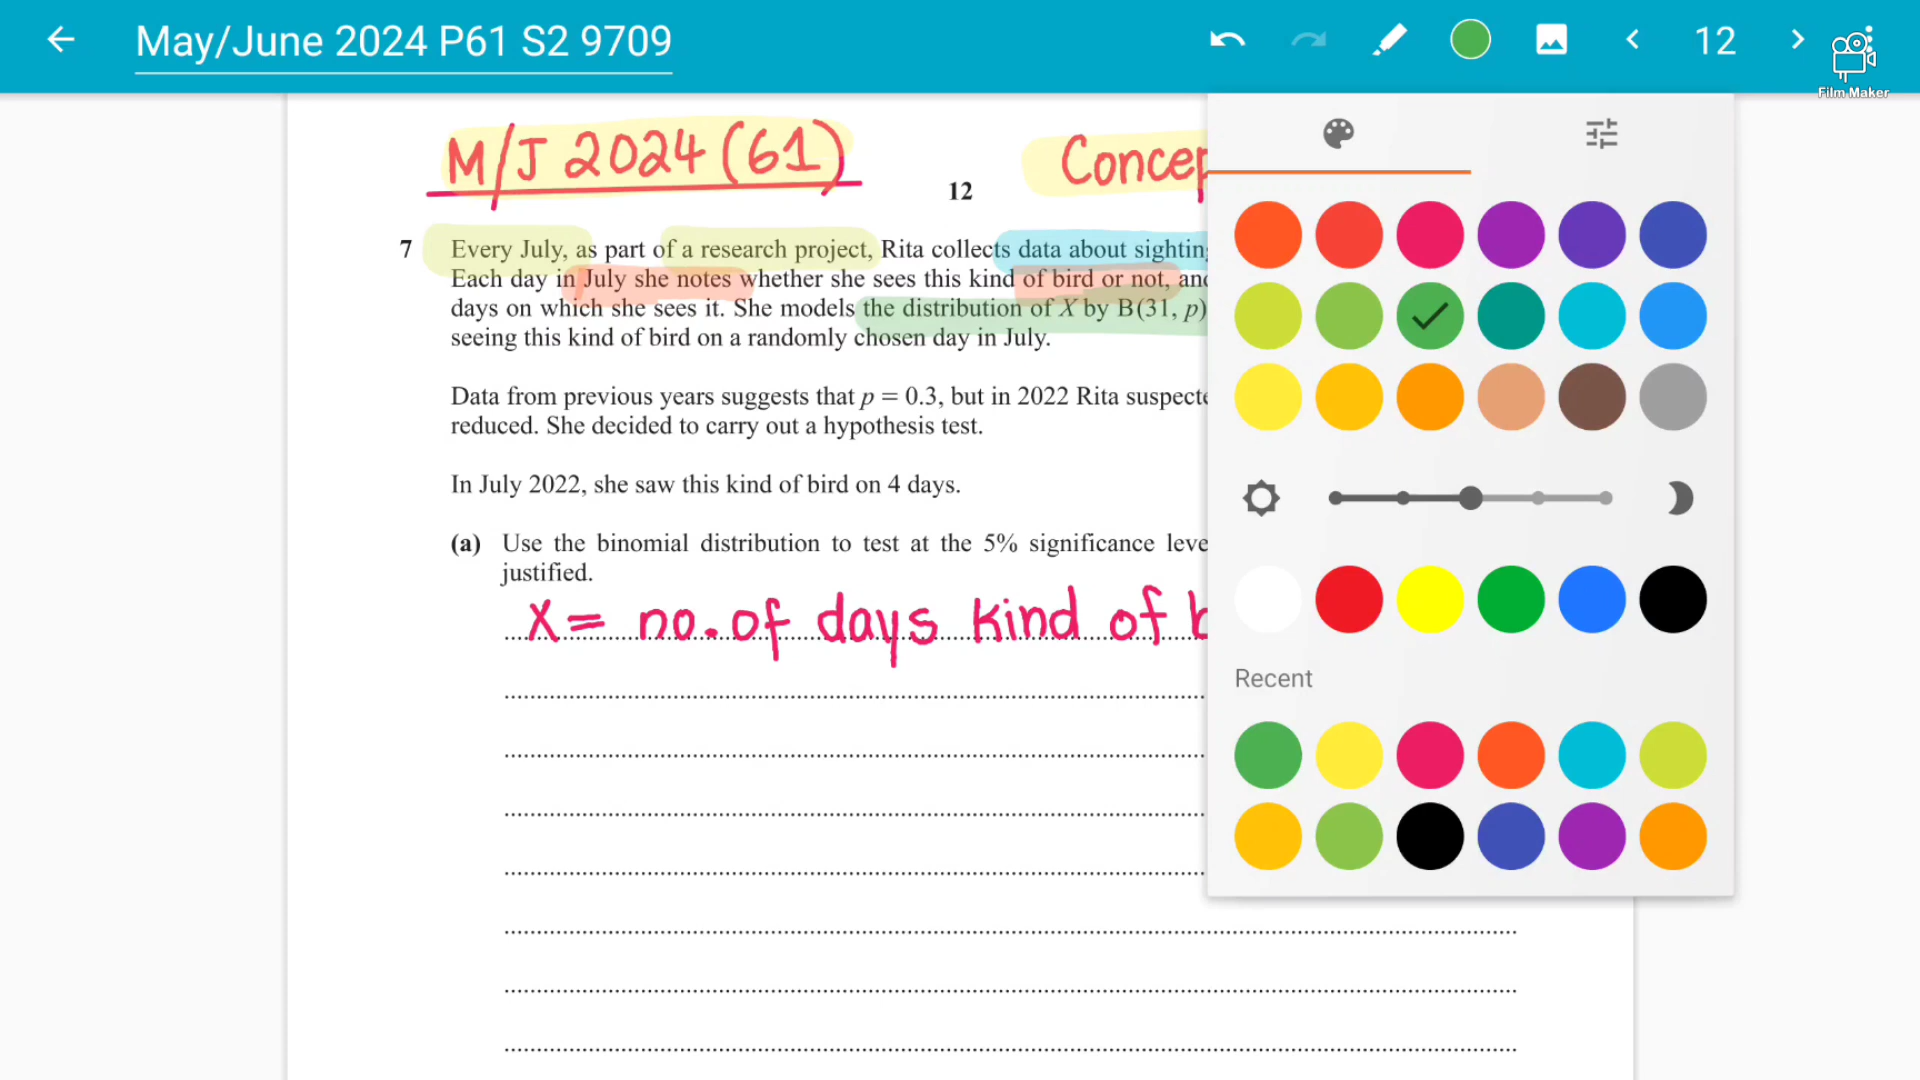 May/June 2024 P61 S2 9709
12
Film Maker
M/J 2024 (61)
12
7 Every July, as part of a research project, Rita collects data about
Each day in July she notes whether she sees this kind of bird or not,
days on which she sees it. She models the distribution of X by B(31, p)
seeing this kind of bird on a randomly chosen day in July.
Data from previous years suggests that p = 0.3, but in 2022 Rita
reduced. She decided to carry out a hypothesis test.
In July 2022, she saw this kind of bird on 4 days.
(a) Use the binomial distribution to test at the 5% significance
justified.
X = no. of days kind of
Recent